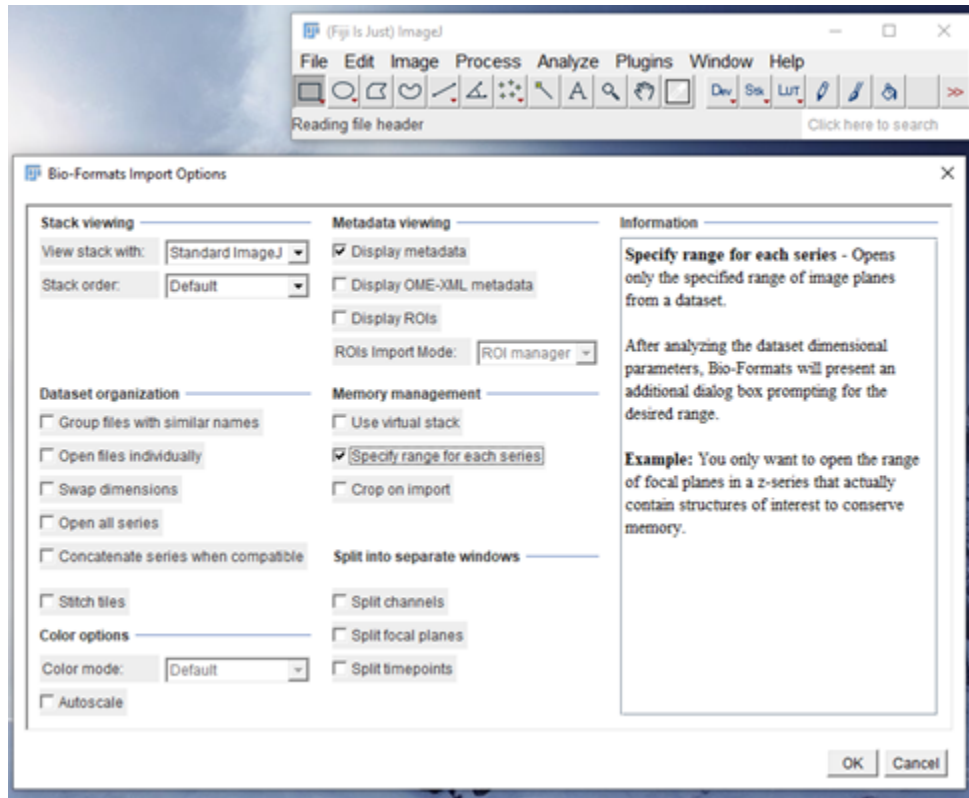 (Fiji Is Just) ImageJ
File Edit Image Process Analyze Plugins Window Help
A Dev Stk LUT >>
Reading file header
Click here to search
Bio-Formats Import Options
Stack viewing
View stack with: Standard ImageJ
Stack order: Default
Dataset organization
Group files with similar names
Open files individually
Swap dimensions
Open all series
Concatenate series when compatible
Stitch tiles
Color options
Color mode: Default
Autoscale
Metadata viewing
Display metadata
Display OME-XML metadata
Display ROIs
ROIs Import Mode: ROI manager
Memory management
Use virtual stack
Specify range for each series
Crop on import
Split into separate windows
Split channels
Split focal planes
Split timepoints
Information
Specify range for each series - Opens
only the specified range of image planes
from a dataset.
After analyzing the dataset dimensional
parameters, Bio-Formats will present an
additional dialog box prompting for the
desired range.
Example: You only want to open the range
of focal planes in a z-series that actually
contain structures of interest to conserve
memory.
OK Cancel